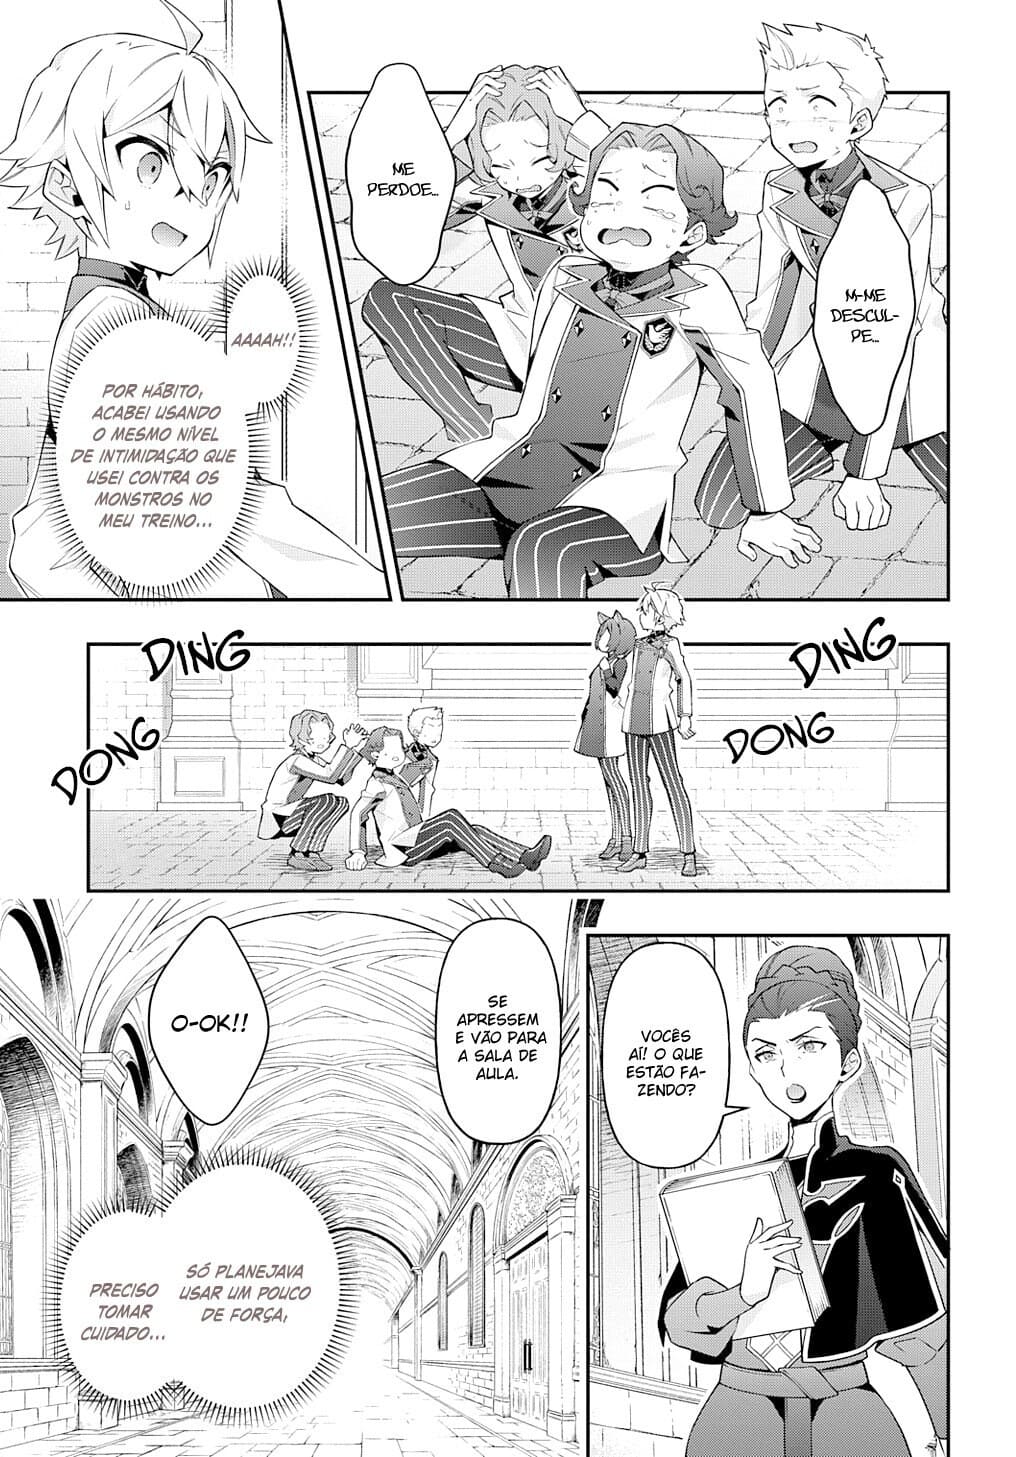 M-ME
DESCUL-
PE...
ME
PERDOE...
AAAAH!!
POR HÁBITO,
ACABEI USANDO
O MESMO NÍVEL
DE INTIMIDAÇÃO QUE
USEI CONTRA OS
MONSTROS NO
MEU TREINO...
DING
DONG
DING
DONG
VOCÊS
AÍ! O QUE
ESTÃO FA-
ZENDO?
SE
APRESSEM
E VÃO PARA
A SALA DE
AULA.
O-OK!!
SÓ PLANEJAVA
USAR UM POUCO
DE FORÇA,
PRECISO
TOMAR
CUIDADO...